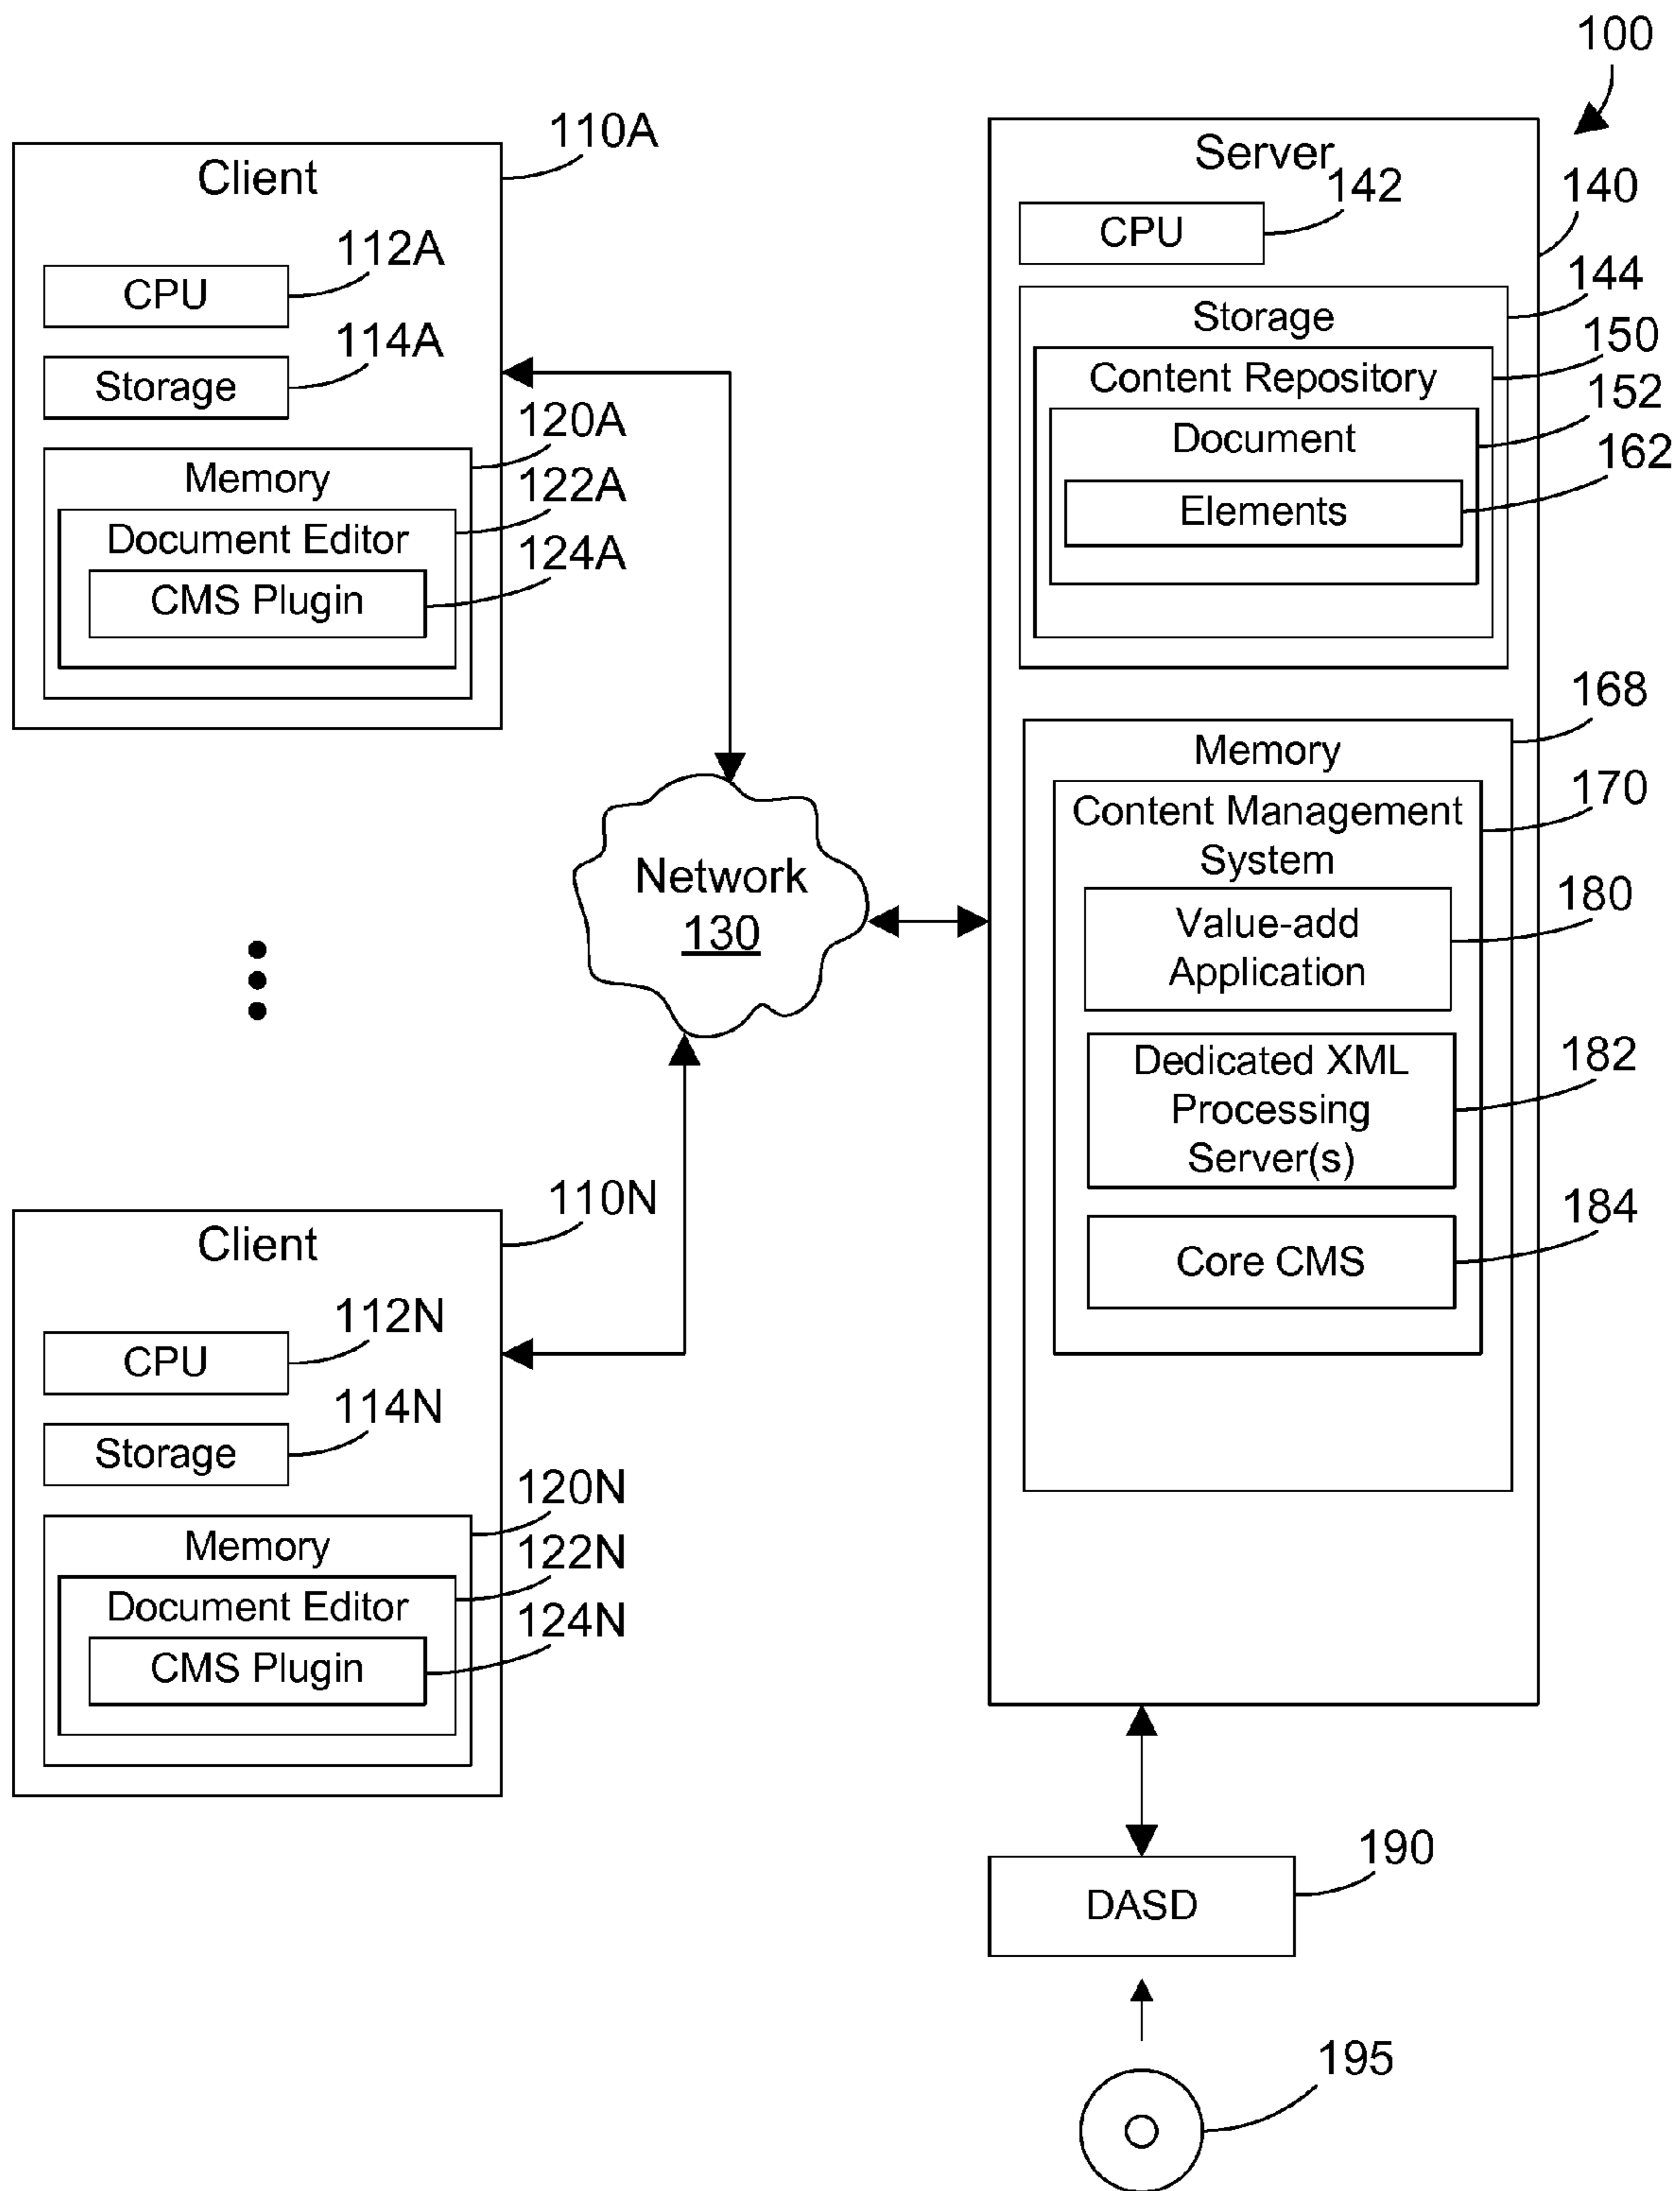 100
110A
Client
112A
CPU
114A
Storage
120A
Memory
122A
Document Editor
124A
CMS Plugin
Server
142
CPU
140
144
Storage
150
Content Repository
152
Document
162
Elements
168
Memory
170
Content Management
System
180
Value-add
Application
182
Dedicated XML
Processing
Server(s)
184
Core CMS
Network
130
110N
Client
112N
CPU
114N
Storage
120N
Memory
122N
Document Editor
124N
CMS Plugin
190
DASD
195